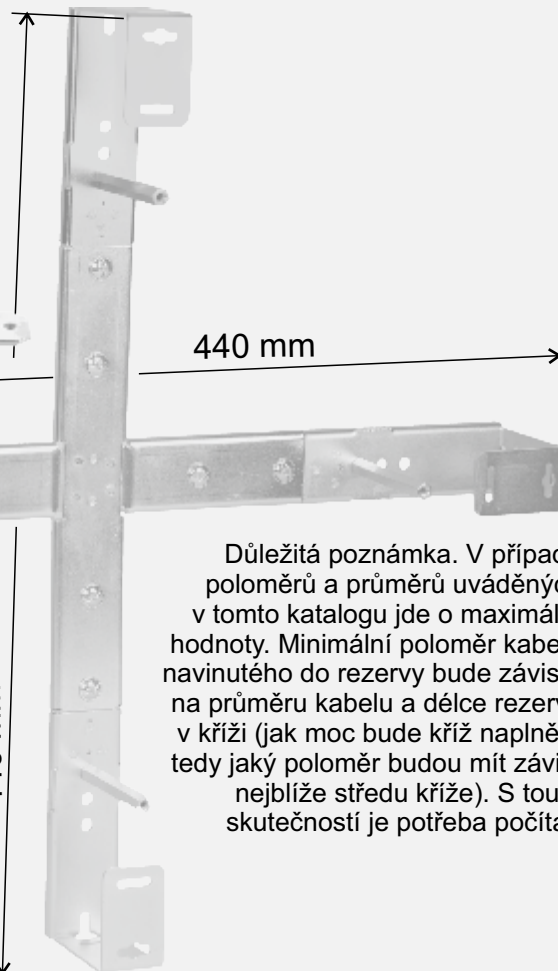 440 mm
Důležitá poznámka. V případ
poloměrů a průměrů uváděnýc
v tomto katalogu jde o maximál
hodnoty. Minimální poloměr kabe
navinutého do rezervy bude závis
na průměru kabelu a délce rezerv
v kříži (jak moc bude kříž naplně
tedy jaký poloměr budou mít závi
nejblíže středu kříže). S tou
skutečností je potřeba počíta